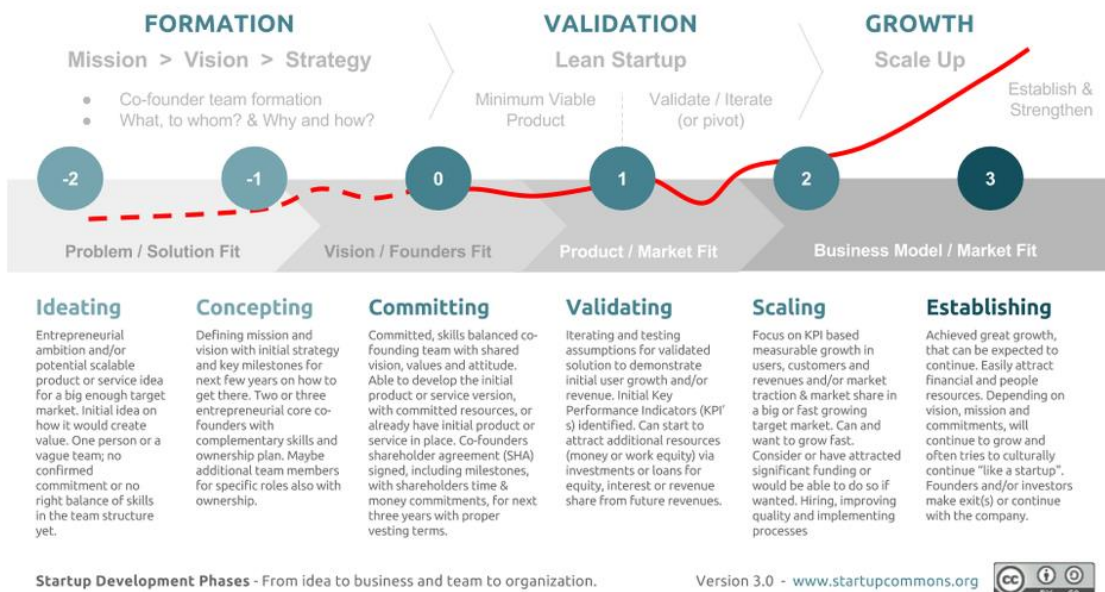 FORMATION
Mission > Vision > Strategy
● Co-founder team formation
● What, to whom? & Why and how?
VALIDATION
Lean Startup
Minimum Viable
Product
Validate / Iterate
(or pivot)
GROWTH
Scale Up
Establish &
Strengthen
-2
-1
0
1
2
3
Problem / Solution Fit
Vision / Founders Fit
Product / Market Fit
Business Model / Market Fit
Ideating
Entrepreneurial
ambition and/or
potential scalable
product or service idea
for a big enough target
market. Initial idea on
how it would create
value. One person or a
vague team; no
confirmed
commitment or no
right balance of skills
in the team structure
yet.
Concepting
Defining mission and
vision with initial strategy
and key milestones for
next few years on how to
get there. Two or three
entrepreneurial core co-
founders with
complementary skills and
ownership plan. Maybe
additional team members
for specific roles also with
ownership.
Committing
Committed, skills balanced co-
founding team with shared
vision, values and attitude.
Able to develop the initial
product or service version,
with committed resources, or
already have initial product or
service in place. Co-founders
shareholder agreement (SHA)
signed, including milestones,
with shareholders time &
money commitments, for next
three years with proper
vesting terms.
Validating
Iterating and testing
assumptions for validated
solution to demonstrate
initial user growth and/or
revenue. Initial Key
Performance Indicators (KPI'
s) identified. Can start to
attract additional resources
(money or work equity) via
investments or loans for
equity, interest or revenue
share from future revenues.
Scaling
Focus on KPI based
measurable growth in
users, customers and
revenues and/or market
traction & market share in
a big or fast growing
target market. Can and
want to grow fast.
Consider or have attracted
significant funding or
would be able to do so if
wanted. Hiring, improving
quality and implementing
processes
Establishing
Achieved great growth,
that can be expected to
continue. Easily attract
financial and people
resources. Depending on
vision, mission and
commitments, will
continue to grow and
often tries to culturally
continue “like a startup”.
Founders and/or investors
make exit(s) or continue
with the company.
Startup Development Phases - From idea to business and team to organization.
Version 3.0 - www.startupcommons.org
cc